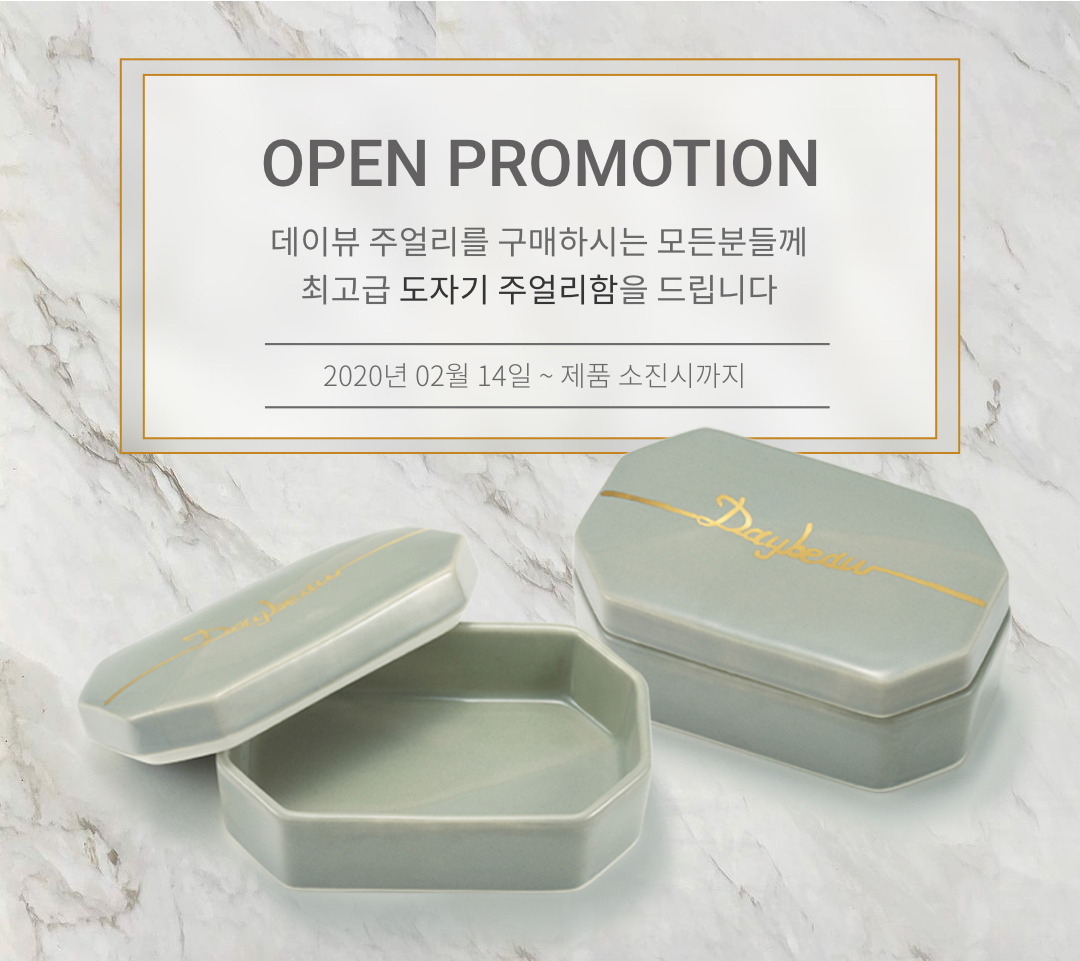 OPEN PROMOTION
데이뷰 주얼리를 구매하시는 모든분들께
최고급 도자기 주얼리함을 드립니다
2020년 02월 14일 ~ 제품 소진시까지
Daybeau
Daybeau